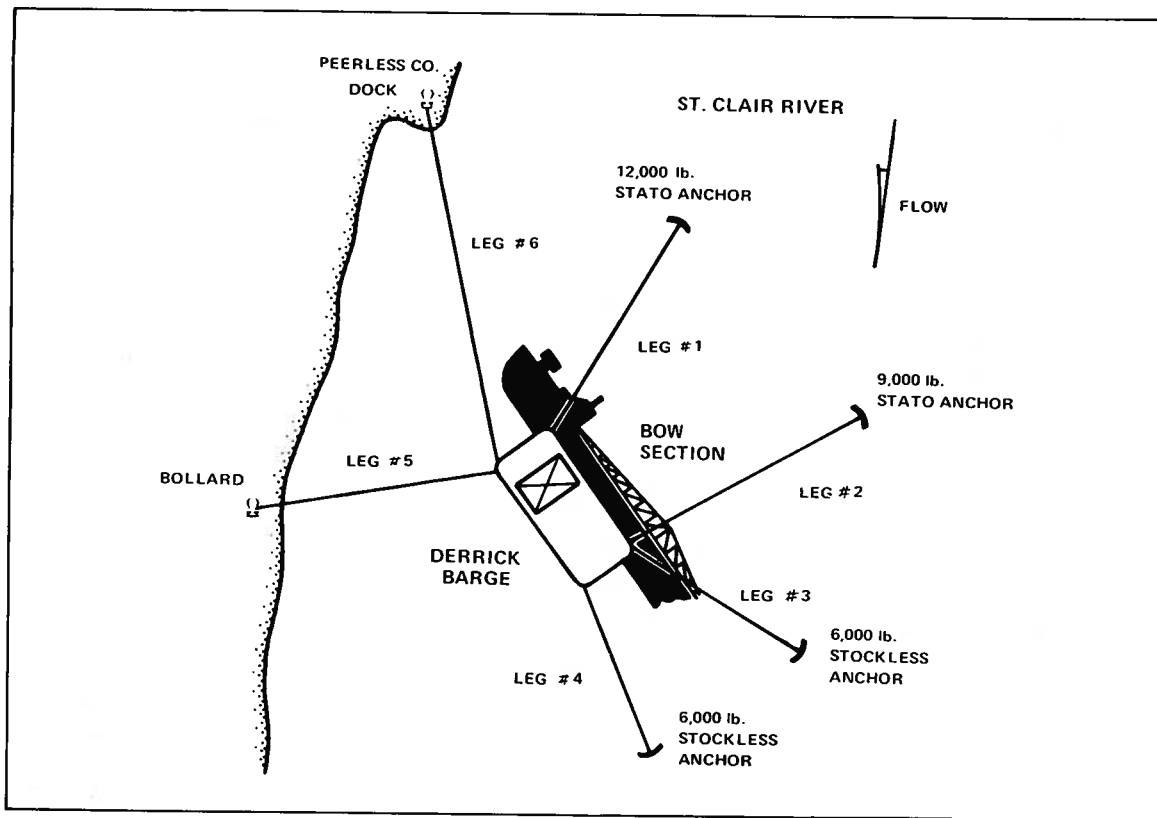 PEERLESS CO.
DOCK
ST. CLAIR RIVER
12,000 lb.
STATO ANCHOR
FLOW
LEG #6
LEG #1
9,000 lb.
STATO ANCHOR
BOW
SECTION
LEG #5
BOLLARD
LEG #2
DERRICK
BARGE
LEG #3
6,000 lb.
STOCKLESS
ANCHOR
LEG #4
6,000 lb.
STOCKLESS
ANCHOR